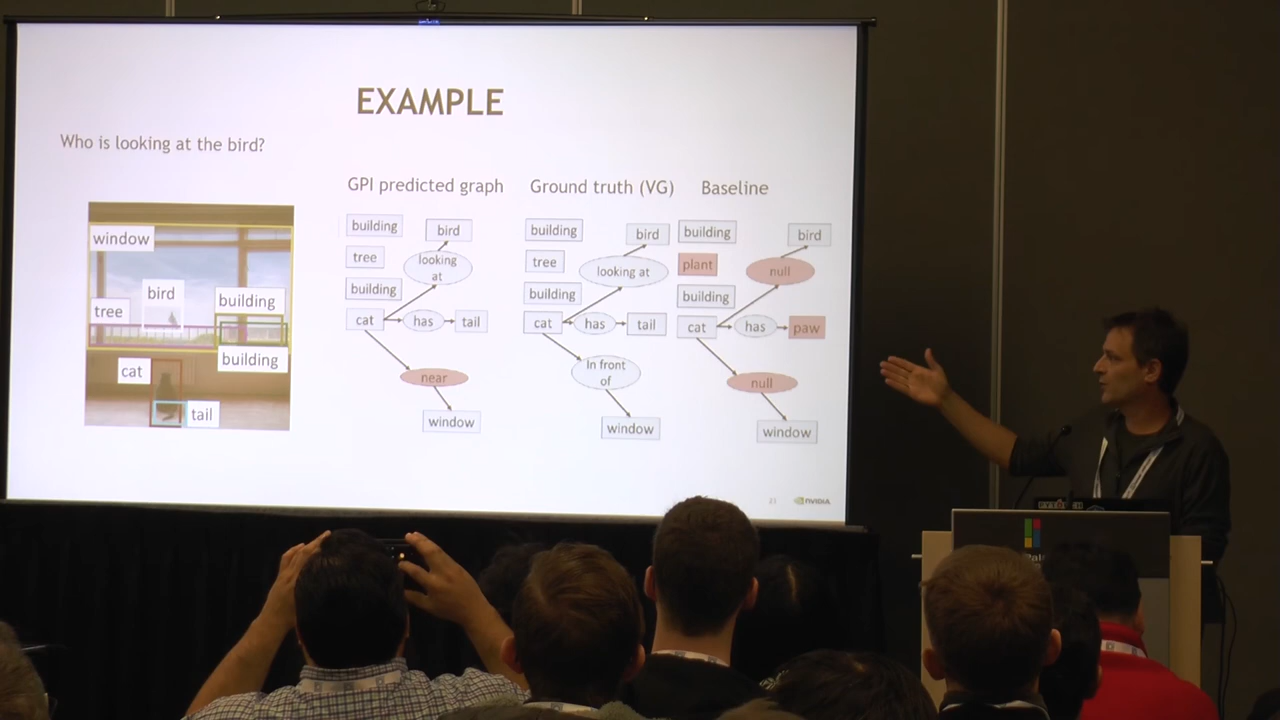 EXAMPLE
Who is looking at the bird?
window
bird
tree
building
building
cat
tail
GPI predicted graph
building
bird
tree
looking
at
building
cat
has
tail
near
window
Ground truth (VG)
building
bird
tree
looking at
building
cat
has
tail
In front
of
window
Baseline
building
bird
plant
null
building
cat
has
paw
null
window
21
NVIDIA